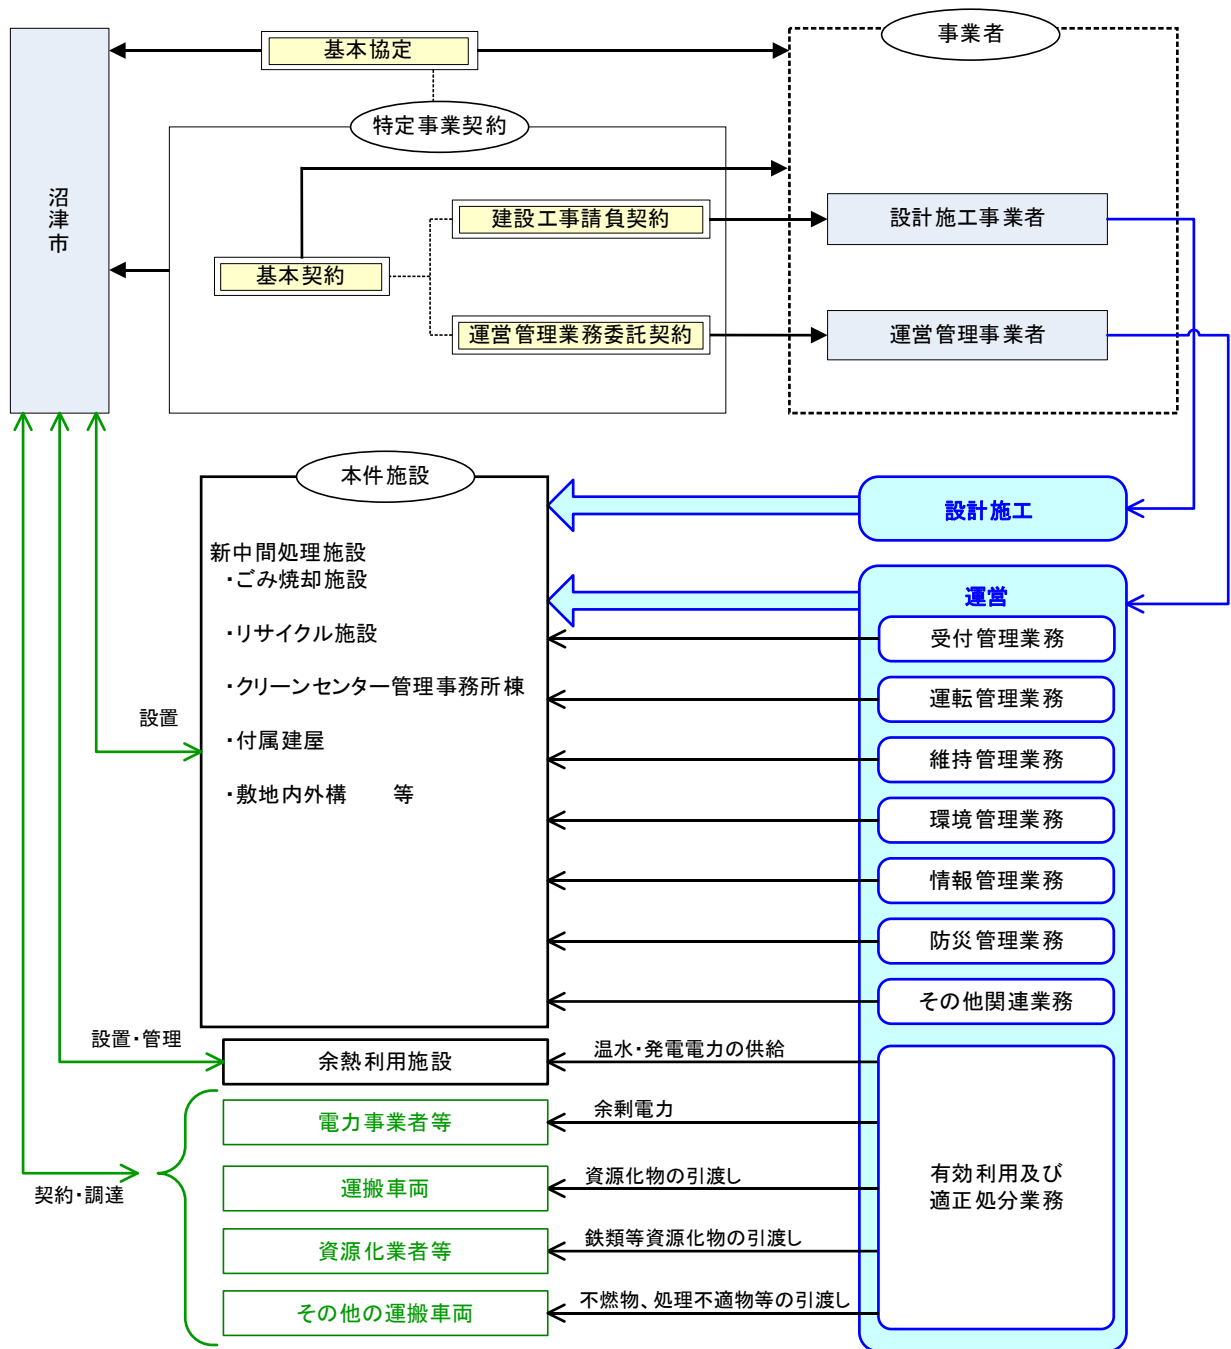 事業者
基本協定
特定事業契約
沼津市
建設工事請負契約
設計施工事業者
基本契約
運営管理業務委託契約
運営管理事業者
本件施設
設計施工
新中間処理施設
・ごみ焼却施設
・リサイクル施設
・クリーンセンター管理事務所棟
・付属建屋
・敷地内外構　　等
運営
受付管理業務
運転管理業務
維持管理業務
環境管理業務
情報管理業務
防災管理業務
その他関連業務
設置
設置・管理
余熱利用施設
温水・発電電力の供給
電力事業者等
余剰電力
運搬車両
資源化物の引渡し
契約・調達
有効利用及び
適正処分業務
資源化業者等
鉄類等資源化物の引渡し
その他の運搬車両
不燃物、処理不適物等の引渡し